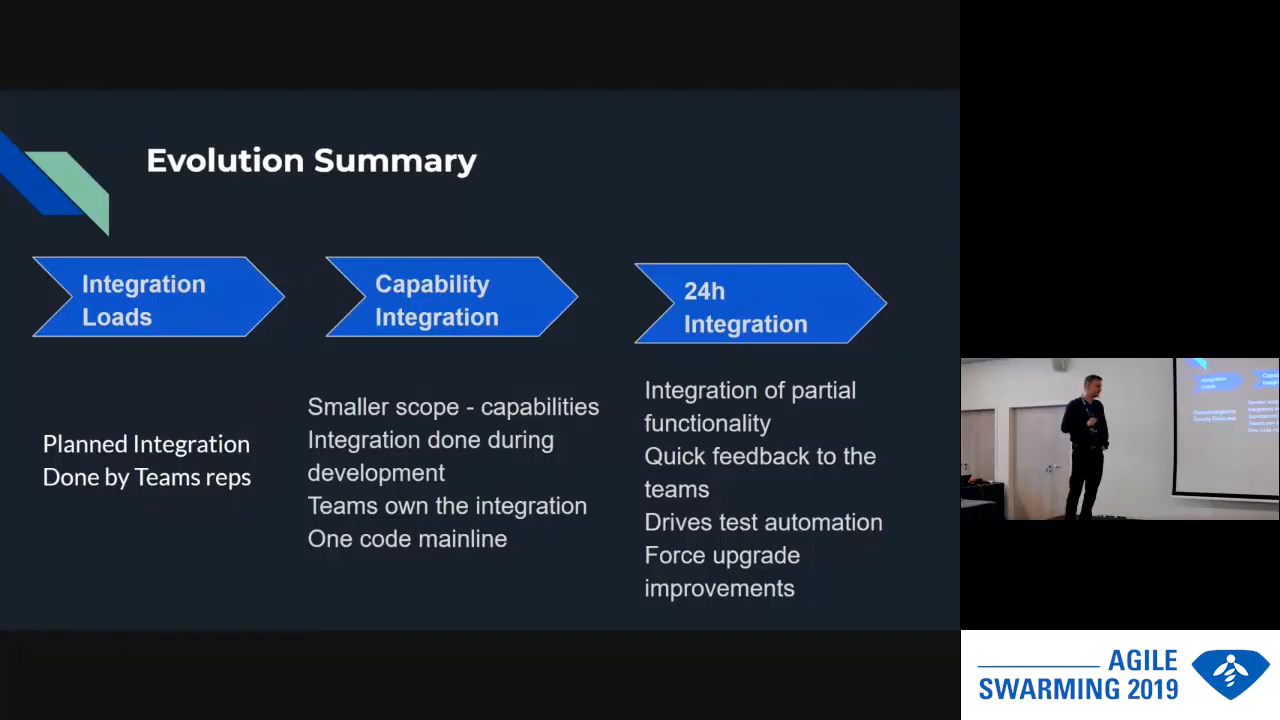 Evolution Summary
Integration
Loads
Capability
Integration
24h
Integration
Planned Integration
Done by Teams reps
Smaller scope - capabilities
Integration done during
development
Teams own the integration
One code mainline
Integration of partial
functionality
Quick feedback to the
teams
Drives test automation
Force upgrade
improvements
AGILE
SWARMING 2019